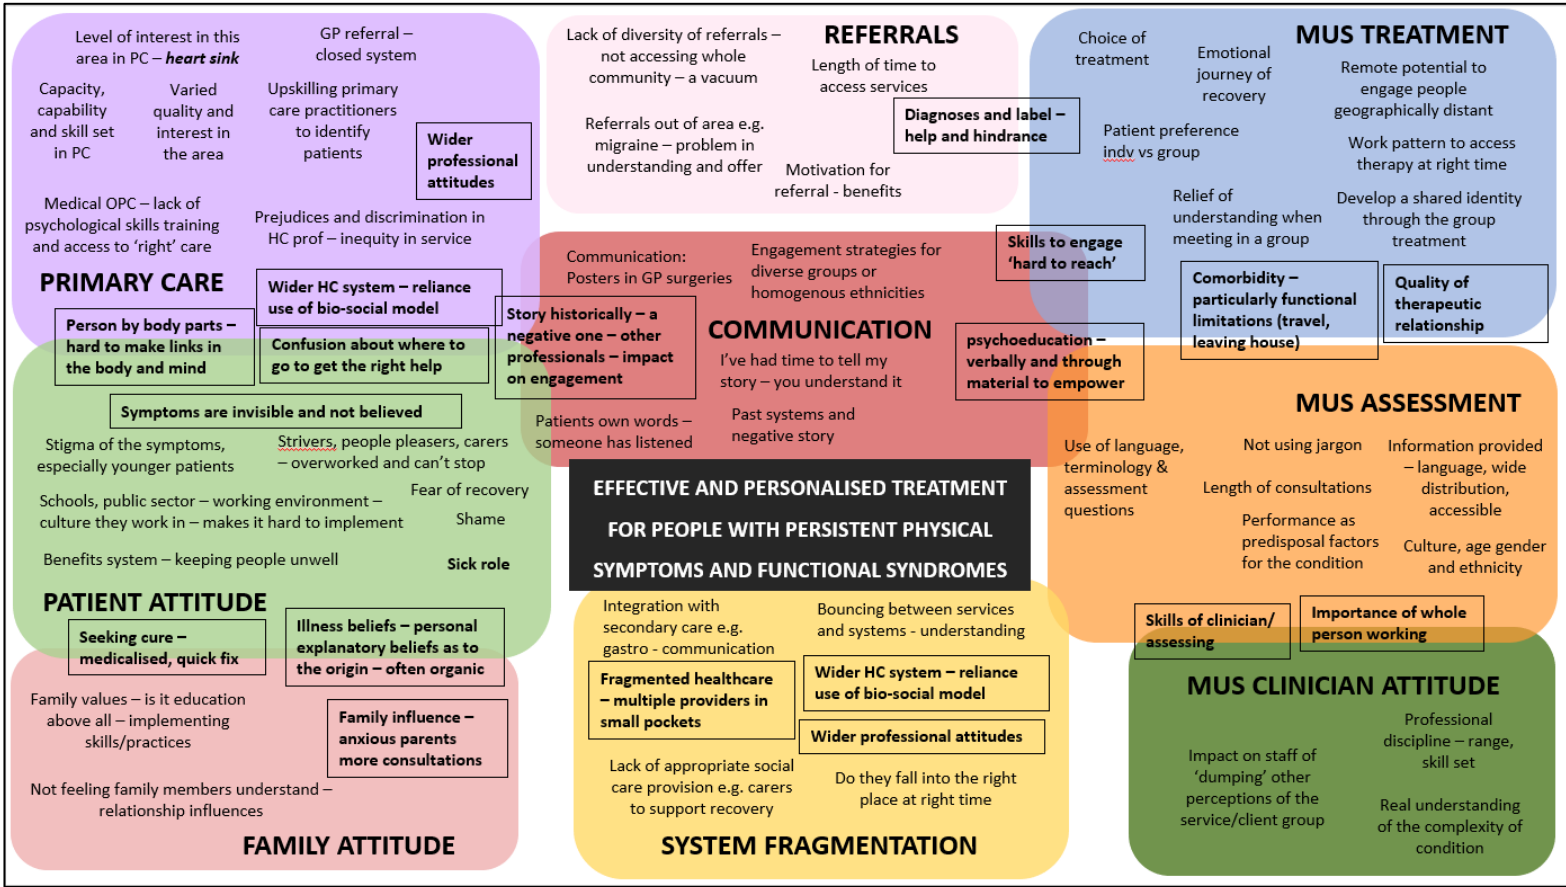 Level of interest in this
area in PC – heart sink
GP referral –
closed system
Capacity,
capability
and skill set
in PC
Varied
quality and
interest in
the area
Upskilling primary
care practitioners
to identify
patients
Wider
professional
attitudes
Medical OPC – lack of
psychological skills training
and access to ‘right’ care
Prejudices and discrimination in
HC prof – inequity in service
PRIMARY CARE
Wider HC system – reliance
use of bio-social model
Person by body parts –
hard to make links in
the body and mind
Confusion about where to
go to get the right help
Lack of diversity of referrals –
not accessing whole
community – a vacuum
REFERRALS
Length of time to
access services
Diagnoses and label –
help and hindrance
Referrals out of area e.g.
migraine – problem in
understanding and offer
Motivation for
referral - benefits
MUS TREATMENT
Choice of
treatment
Emotional
journey of
recovery
Remote potential to
engage people
geographically distant
Patient preference
indv vs group
Work pattern to access
therapy at right time
Relief of
understanding when
meeting in a group
Develop a shared identity
through the group
treatment
Skills to engage
‘hard to reach’
Comorbidity –
particularly functional
limitations (travel,
leaving house)
Quality of
therapeutic
relationship
Communication:
Posters in GP surgeries
Engagement strategies for
diverse groups or
homogenous ethnicities
Story historically – a
negative one – other
professionals – impact
on engagement
COMMUNICATION
I’ve had time to tell my
story – you understand it
psychoeducation –
verbally and through
material to empower
Patients own words –
someone has listened
Past systems and
negative story
Symptoms are invisible and not believed
Stigma of the symptoms,
especially younger patients
Strivers, people pleasers, carers
– overworked and can’t stop
Fear of recovery
Schools, public sector – working environment –
culture they work in – makes it hard to implement
Shame
Benefits system – keeping people unwell
Sick role
PATIENT ATTITUDE
Seeking cure –
medicalised, quick fix
Illness beliefs – personal
explanatory beliefs as to
the origin – often organic
EFFECTIVE AND PERSONALISED TREATMENT
FOR PEOPLE WITH PERSISTENT PHYSICAL
SYMPTOMS AND FUNCTIONAL SYNDROMES
MUS ASSESSMENT
Use of language,
terminology &
assessment
questions
Not using jargon
Information provided
– language, wide
distribution,
accessible
Length of consultations
Performance as
predisposal factors
for the condition
Culture, age gender
and ethnicity
Skills of clinician/
assessing
Importance of whole
person working
Family values – is it education
above all – implementing
skills/practices
Family influence –
anxious parents
more consultations
Not feeling family members understand –
relationship influences
FAMILY ATTITUDE
Integration with
secondary care e.g.
gastro - communication
Bouncing between services
and systems - understanding
Fragmented healthcare
– multiple providers in
small pockets
Wider HC system – reliance
use of bio-social model
Wider professional attitudes
Lack of appropriate social
care provision e.g. carers
to support recovery
Do they fall into the right
place at right time
SYSTEM FRAGMENTATION
MUS CLINICIAN ATTITUDE
Professional
discipline – range,
skill set
Impact on staff of
‘dumping’ other
perceptions of the
service/client group
Real understanding
of the complexity of
condition